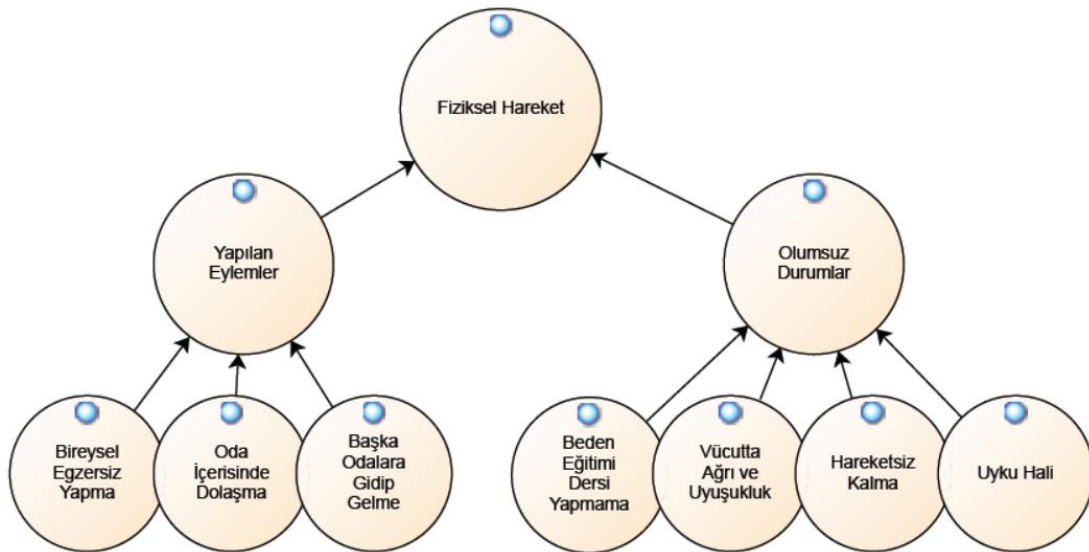 Fiziksel Hareket
Yapılan
Eylemler
Olumsuz
Durumlar
Bireysel
Egzersiz
Yapma
Oda
İçerisinde
Dolaşma
Başka
Odalara
Gidip
Gelme
Beden
Eğitimi
Dersi
Yapmama
Vücutta
Ağrı ve
Uyuşukluk
Hareketsiz
Kalma
Uyku Hali